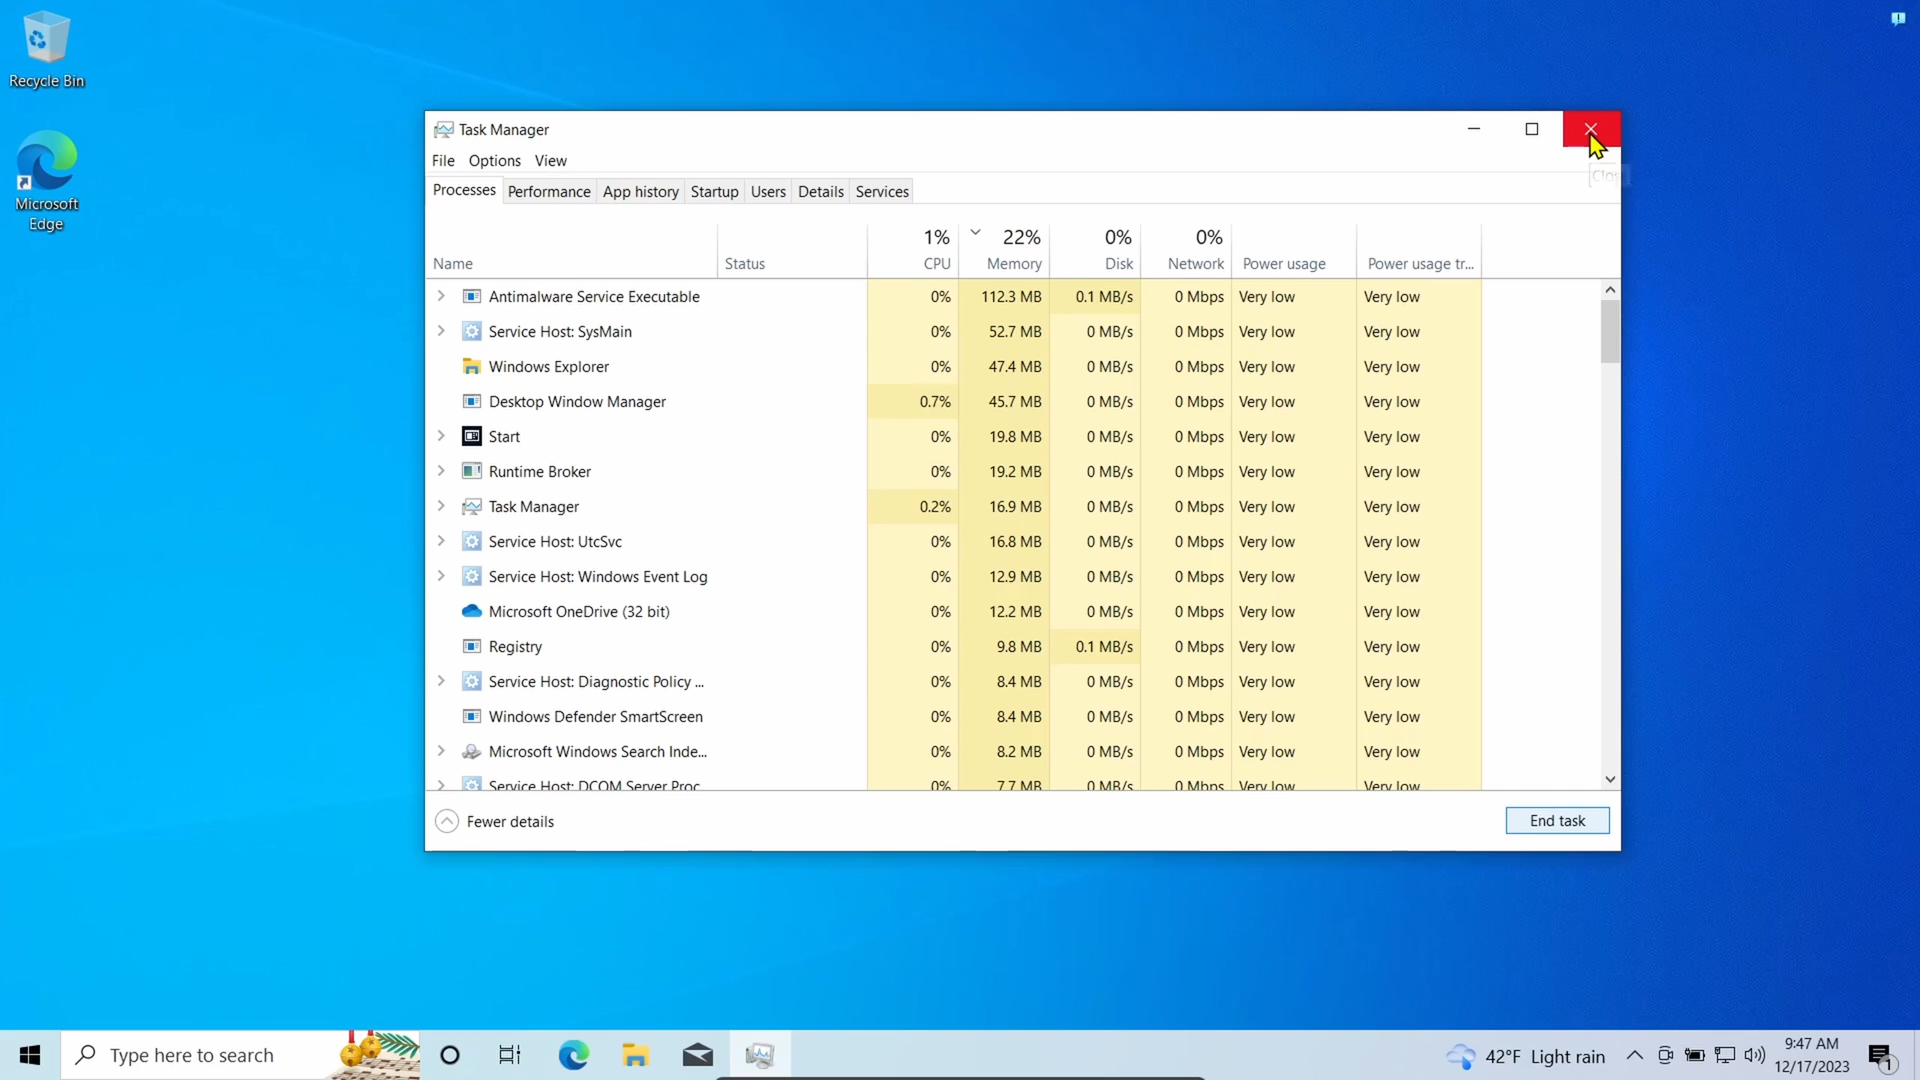 Recycle Bin
Microsoft
Edge
Task Manager
File Options View
Processes Performance App history Startup Users Details Services
1% 22% 0% 0%
Name Status CPU Memory Disk Network Power usage Power usage tr...
Antimalware Service Executable 0% 112.3 MB 0.1 MB/s 0 Mbps Very low Very low
Service Host: SysMain 0% 52.7 MB 0 MB/s 0 Mbps Very low Very low
Windows Explorer 0% 47.4 MB 0 MB/s 0 Mbps Very low Very low
Desktop Window Manager 0.7% 45.7 MB 0 MB/s 0 Mbps Very low Very low
Start 0% 19.8 MB 0 MB/s 0 Mbps Very low Very low
Runtime Broker 0% 19.2 MB 0 MB/s 0 Mbps Very low Very low
Task Manager 0.2% 16.9 MB 0 MB/s 0 Mbps Very low Very low
Service Host: UtcSvc 0% 16.8 MB 0 MB/s 0 Mbps Very low Very low
Service Host: Windows Event Log 0% 12.9 MB 0 MB/s 0 Mbps Very low Very low
Microsoft OneDrive (32 bit) 0% 12.2 MB 0 MB/s 0 Mbps Very low Very low
Registry 0% 9.8 MB 0.1 MB/s 0 Mbps Very low Very low
Service Host: Diagnostic Policy ... 0% 8.4 MB 0 MB/s 0 Mbps Very low Very low
Windows Defender SmartScreen 0% 8.4 MB 0 MB/s 0 Mbps Very low Very low
Microsoft Windows Search Inde... 0% 8.2 MB 0 MB/s 0 Mbps Very low Very low
Service Host: DCOM Server Proc 0% 7.7 MB 0 MB/s 0 Mbps Very low Very low
Fewer details End task
Type here to search 42°F Light rain
9:47 AM
12/17/2023
1